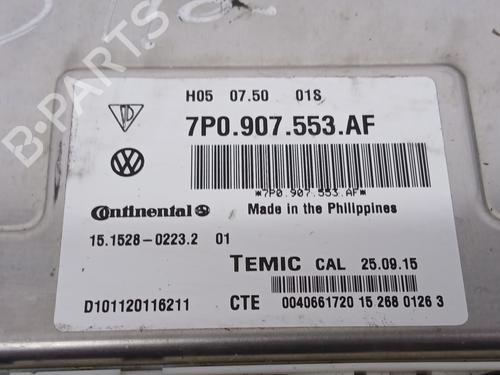 H05 07.50 01S
7P0.907.553.AF
*7P0.907.553.AF*
Continental
Made in the Philippines
15.1528-0223.2 01
TEMIC CAL 25.09.15
D101120116211 CTE 0040661720 15 268 0126 3
B-Parts